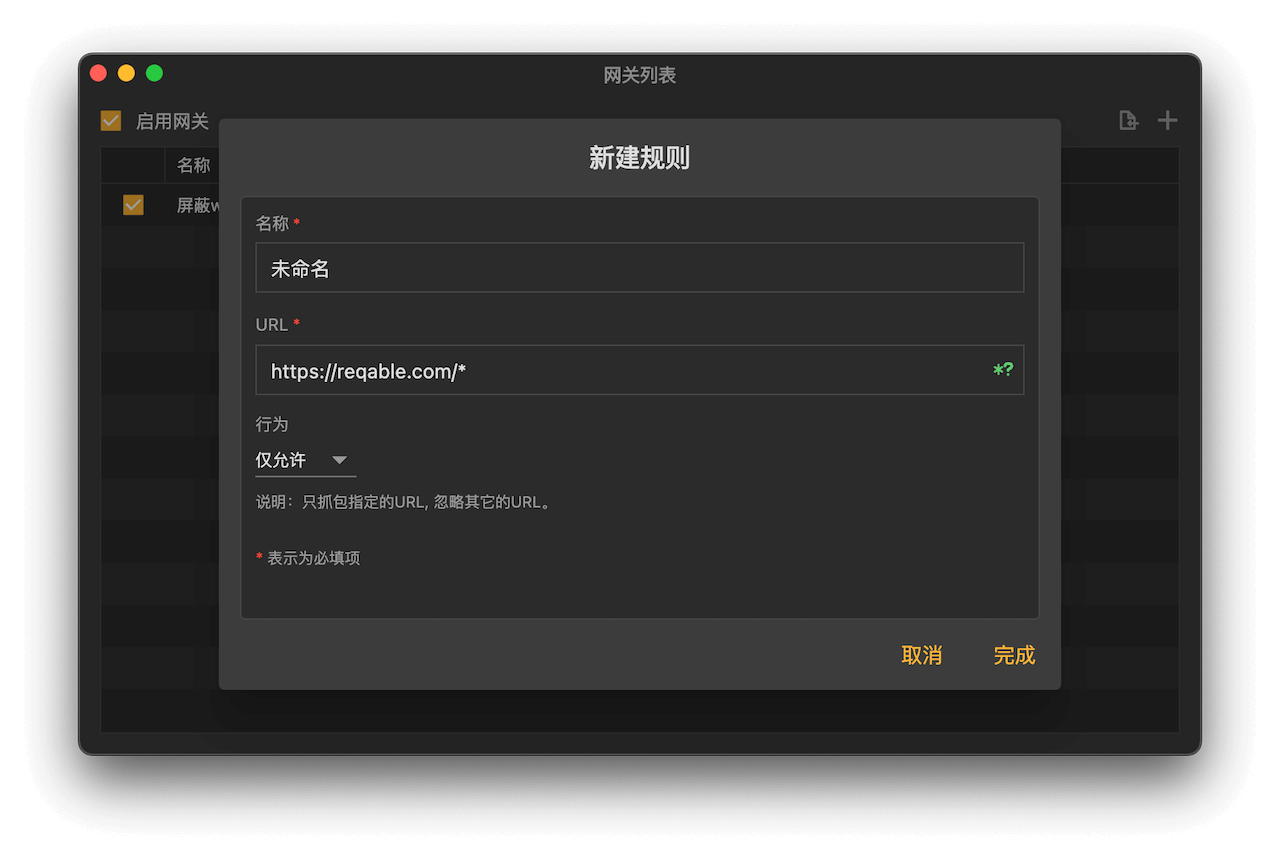 网关列表
启用网关
名称
屏蔽w
新建规则
名称 *
未命名
URL *
https://reqable.com/*
*?
行为
仅允许
说明：只抓包指定的URL, 忽略其它的URL。
* 表示为必填项
取消
完成